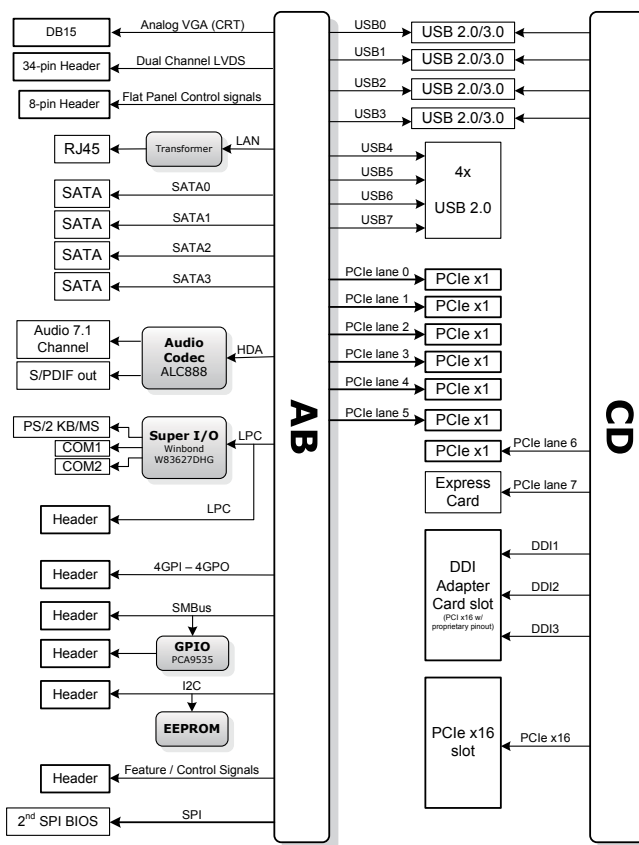 DB15
Analog VGA (CRT)
34-pin Header
Dual Channel LVDS
8-pin Header
Flat Panel Control signals
RJ45
Transformer
LAN
SATA
SATA0
SATA
SATA1
SATA
SATA2
SATA
SATA3
Audio 7.1
Channel
S/PDIF out
Audio
Codec
ALC888
HDA
PS/2 KB/MS
COM1
COM2
Super I/O
Winbond
W83627DHG
LPC
Header
LPC
Header
4GPI – 4GPO
Header
SMBus
Header
GPIO
PCA9535
Header
I2C
EEPROM
Header
Feature / Control Signals
2nd SPI BIOS
SPI
AB
USB0
USB 2.0/3.0
USB1
USB 2.0/3.0
USB2
USB 2.0/3.0
USB3
USB 2.0/3.0
USB4
USB5
USB6
USB7
4x
USB 2.0
PCIe lane 0
PCIe x1
PCIe lane 1
PCIe x1
PCIe lane 2
PCIe x1
PCIe lane 3
PCIe x1
PCIe lane 4
PCIe x1
PCIe lane 5
PCIe x1
PCIe x1
PCIe lane 6
Express
Card
PCIe lane 7
DDI
Adapter
Card slot
(PCI x16 w/
proprietary pinout)
DDI1
DDI2
DDI3
PCIe x16
slot
PCIe x16
CD